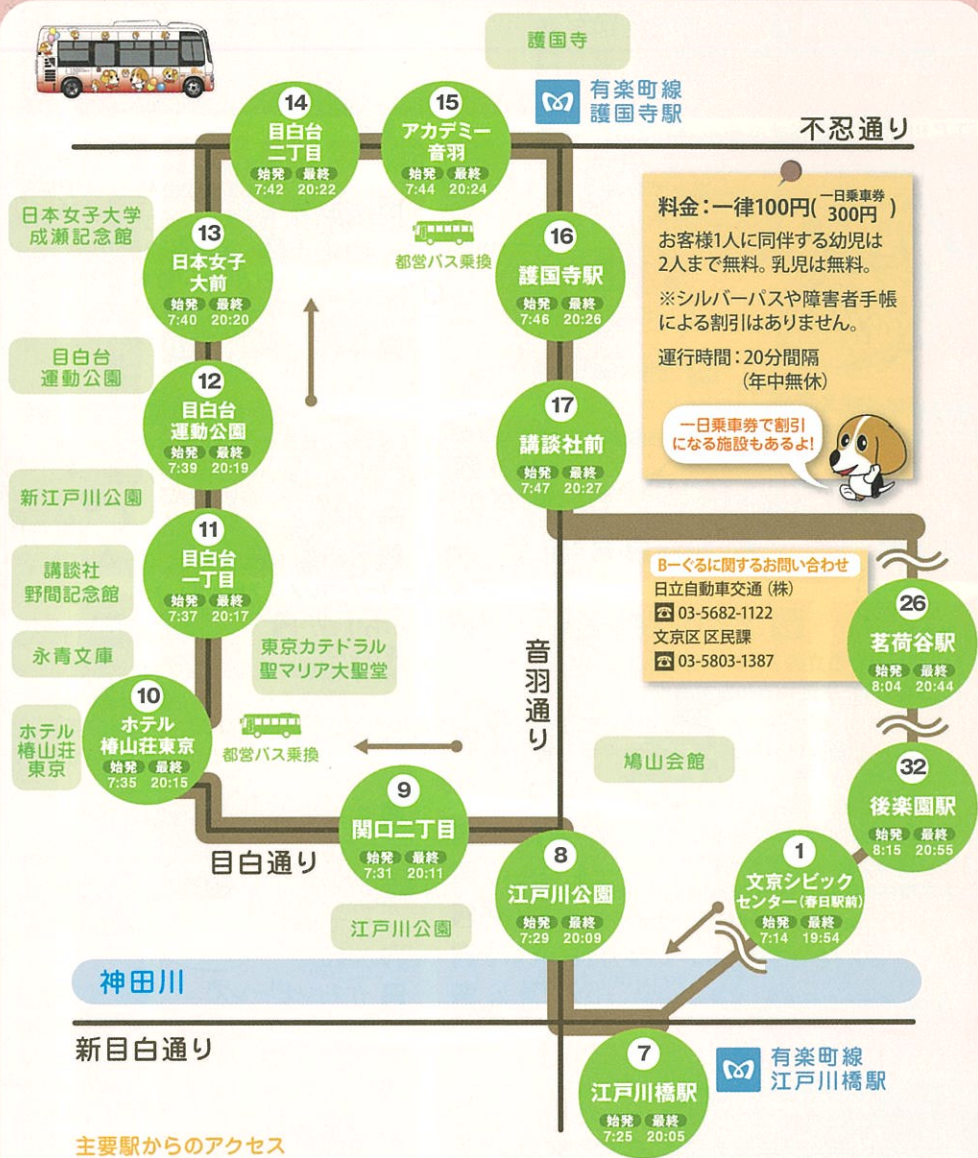 護国寺
有楽町線
護国寺駅
不忍通り
14
目白台
二丁目
始発 最終
7:42 20:22
15
アカデミー
音羽
始発 最終
7:44 20:24
都営バス乗換
料金:一律100円(一日乗車券 300円)
お客様1人に同伴する幼児は
2人まで無料。乳児は無料。
※シルバーパスや障害者手帳
による割引はありません。
運行時間:20分間隔
(年中無休)
一日乗車券で割引
になる施設もあるよ!
日本女子大学
成瀬記念館
13
日本女子
大前
始発 最終
7:40 20:20
16
護国寺駅
始発 最終
7:46 20:26
目白台
運動公園
12
目白台
運動公園
始発 最終
7:39 20:19
17
講談社前
始発 最終
7:47 20:27
新江戸川公園
11
目白台
一丁目
始発 最終
7:37 20:17
講談社
野間記念館
B-ぐるに関するお問い合わせ
日立自動車交通(株)
☎ 03-5682-1122
文京区 区民課
☎ 03-5803-1387
26
茗荷谷駅
始発 最終
8:04 20:44
永青文庫
東京カテドラル
聖マリア大聖堂
音羽通り
10
ホテル
椿山荘東京
始発 最終
7:35 20:15
ホテル
椿山荘
東京
都営バス乗換
鳩山会館
32
後楽園駅
始発 最終
8:15 20:55
9
関口二丁目
始発 最終
7:31 20:11
目白通り
8
江戸川公園
始発 最終
7:29 20:09
1
文京シビック
センター(春日駅前)
始発 最終
7:14 19:54
江戸川公園
神田川
新目白通り
7
江戸川橋駅
始発 最終
7:25 20:05
有楽町線
江戸川橋駅
主要駅からのアクセス